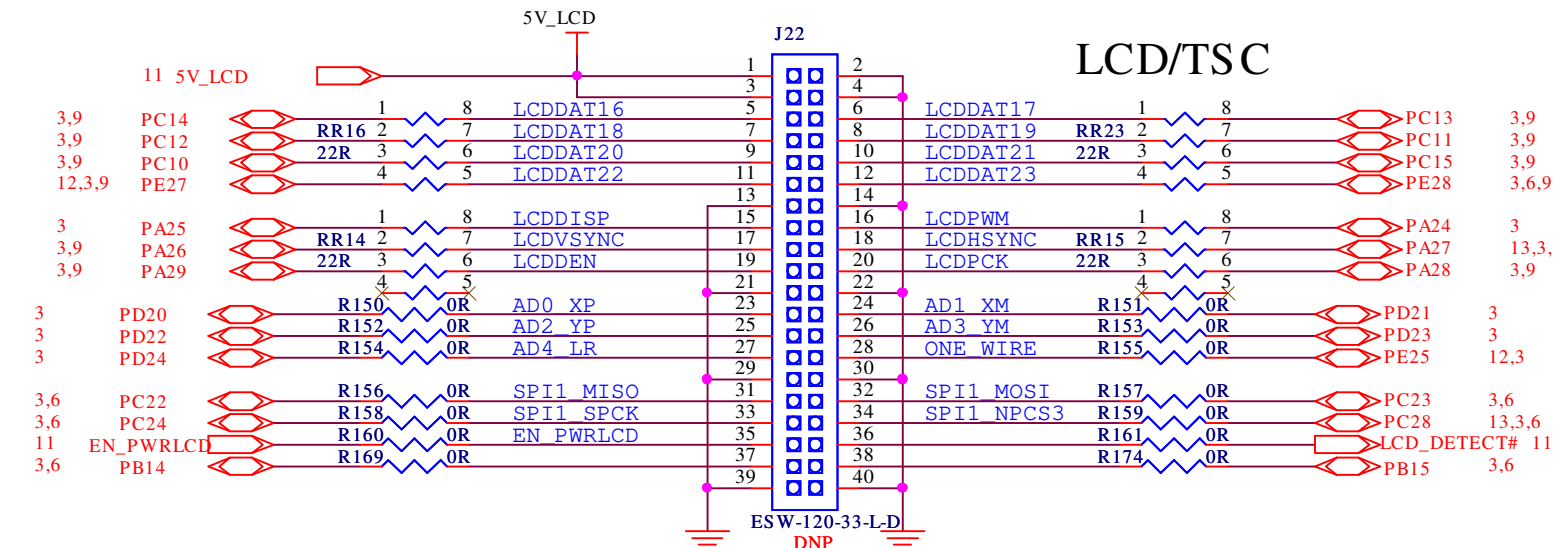 5V_LCD
J22
LCD/TSC
11 5V_LCD 1 2
3 4
3,9 PC14 1 8 LCDDAT16 5 6 LCDDAT17 1 8 PC13 3,9
3,9 PC12 RR16 2 7 LCDDAT18 7 8 LCDDAT19 RR23 2 7 PC11 3,9
3,9 PC10 22R 3 6 LCDDAT20 9 10 LCDDAT21 22R 3 6 PC15 3,9
12,3,9 PE27 4 5 LCDDAT22 11 12 LCDDAT23 4 5 PE28 3,6,9
13 14
3 PA25 1 8 LCDDISP 15 16 LCDPWM 1 8 PA24 3
3,9 PA26 RR14 2 7 LCDVSYNC 17 18 LCDHSYNC RR15 2 7 PA27 13,3,
3,9 PA29 22R 3 6 LCDDEN 19 20 LCDPCK 22R 3 6 PA28 3,9
4 5 21 22 4 5
3 PD20 R150 0R AD0_XP 23 24 AD1_XM R151 0R PD21 3
3 PD22 R152 0R AD2_YP 25 26 AD3_YM R153 0R PD23 3
3 PD24 R154 0R AD4_LR 27 28 ONE_WIRE R155 0R PE25 12,3
29 30
3,6 PC22 R156 0R SPI1_MISO 31 32 SPI1_MOSI R157 0R PC23 3,6
3,6 PC24 R158 0R SPI1_SPCK 33 34 SPI1_NPCS3 R159 0R PC28 13,3,6
11 EN_PWRLCD R160 0R EN_PWRLCD 35 36 R161 0R LCD_DETECT# 11
3,6 PB14 R169 0R 37 38 R174 0R PB15 3,6
39 40
ESW-120-33-L-D
DNP